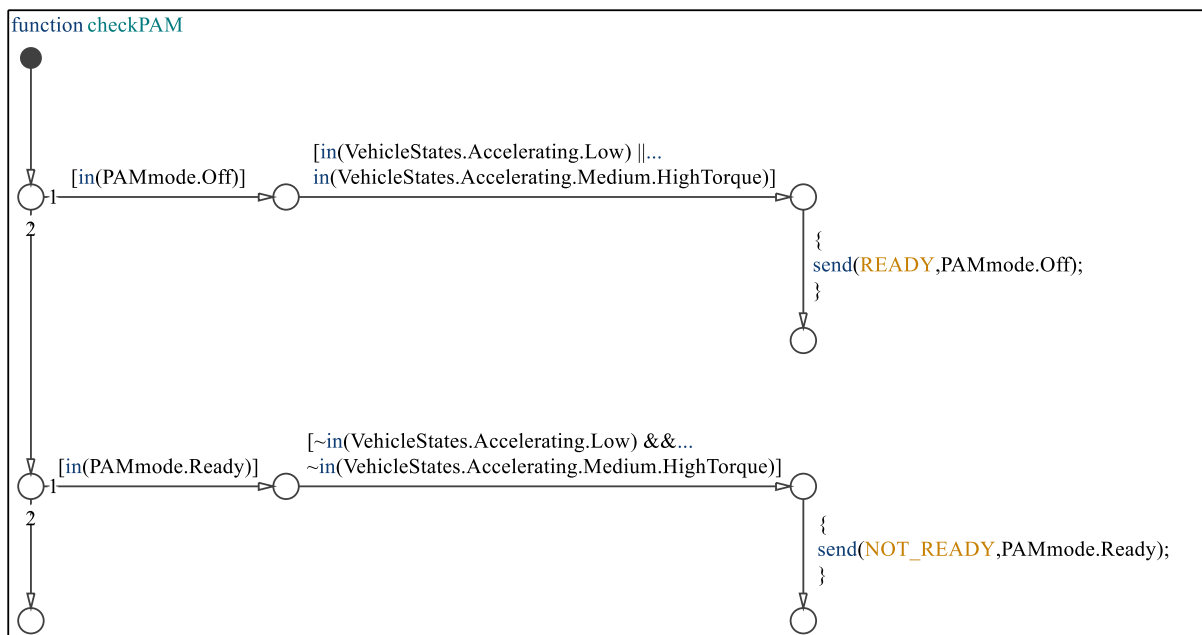 function checkPAM
[in(VehicleStates.Accelerating.Low) ||...
in(VehicleStates.Accelerating.Medium.HighTorque)]
[in(PAMmode.Off)]
1
2
{
send(READY,PAMmode.Off);
}
[~in(VehicleStates.Accelerating.Low) &&...
~in(VehicleStates.Accelerating.Medium.HighTorque)]
[in(PAMmode.Ready)]
1
2
{
send(NOT_READY,PAMmode.Ready);
}